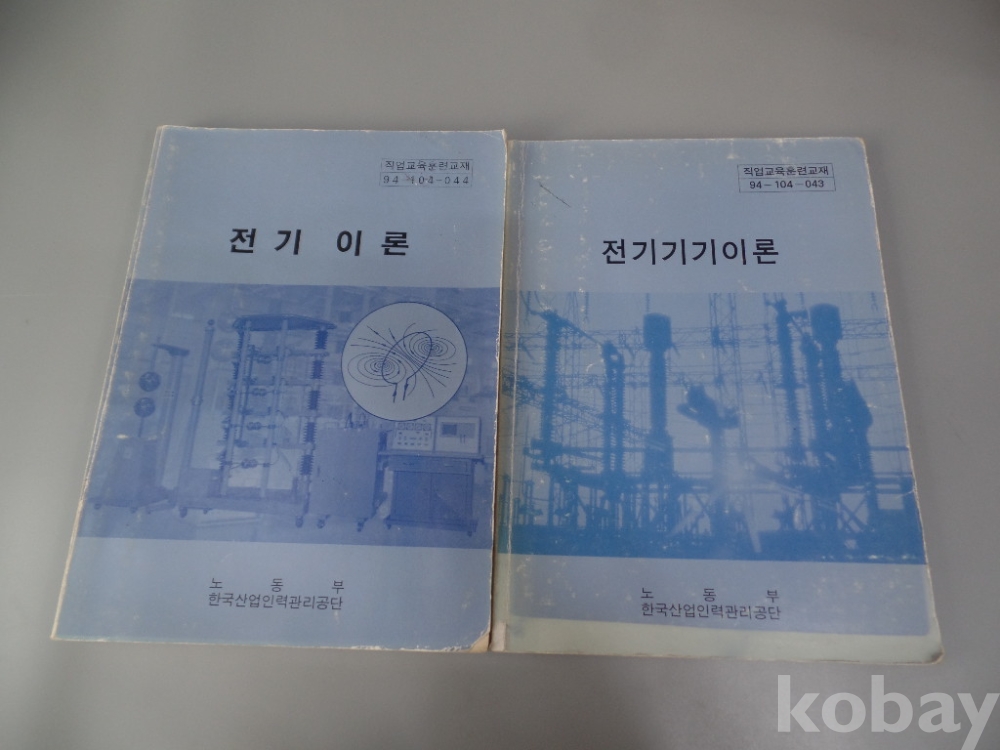 직업교육훈련교재
94-104-044
전기 이론
노동부
한국산업인력관리공단
직업교육훈련교재
94-104-043
전기기기이론
노동부
한국산업인력관리공단
kobay